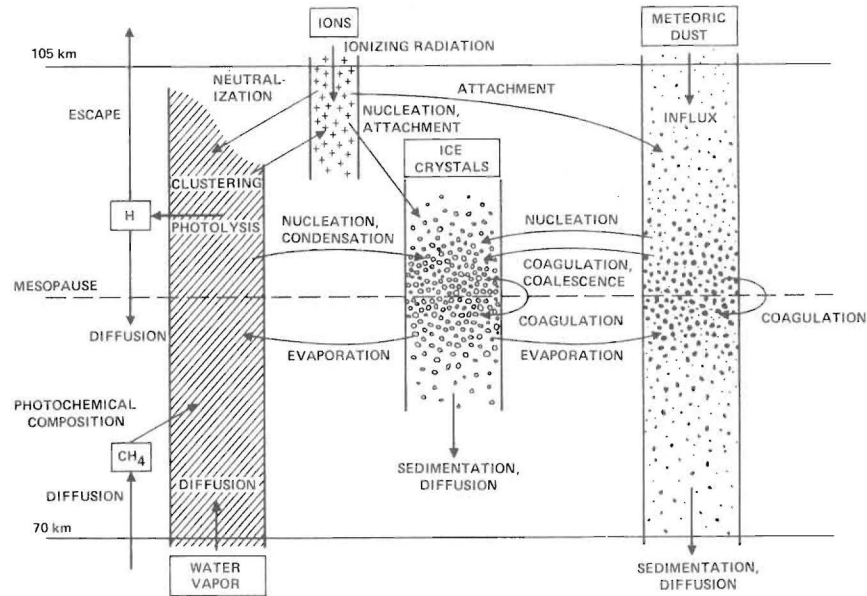 IONS
METEORIC
DUST
105 km
IONIZING RADIATION
NEUTRAL-
IZATION
ATTACHMENT
ESCAPE
NUCLEATION,
ATTACHMENT
INFLUX
ICE
CRYSTALS
CLUSTERING
H
PHOTOLYSIS
NUCLEATION,
CONDENSATION
NUCLEATION
COAGULATION,
COALESCENCE
MESOPAUSE
COAGULATION
COAGULATION
DIFFUSION
EVAPORATION
EVAPORATION
PHOTOCHEMICAL
COMPOSITION
CH4
SEDIMENTATION,
DIFFUSION
DIFFUSION
DIFFUSION
70 km
WATER
VAPOR
SEDIMENTATION,
DIFFUSION